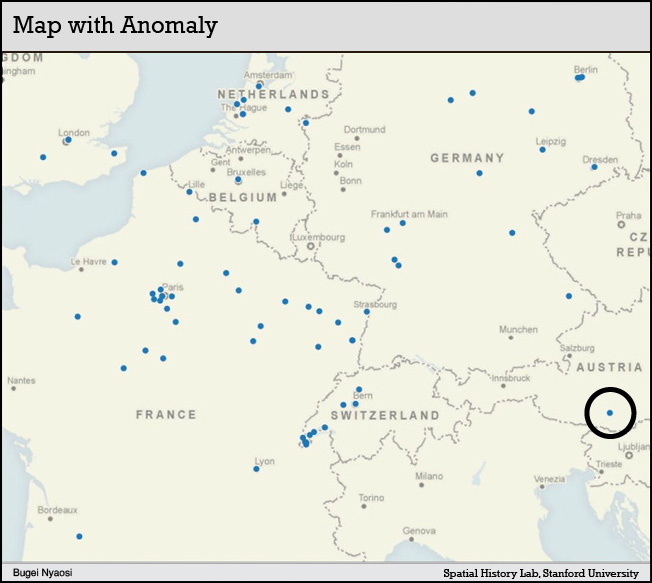 Map with Anomaly
GDOM
ingham
Amsterdam
Berlin
NETHERLANDS
The Hague
London
Dortmund
Antwerpen
Essen
Leipzig
Gent
Koln
GERMANY
Dresden
Bruxelles
Lille
Liege
Bonn
BELGIUM
Frankfurt am Main
Praha
Luxembourg
CZ
REPU
Le Havre
Paris
Strasbourg
Munchen
Salzburg
AUSTRIA
Nantes
Innsbruck
Bern
FRANCE
SWITZERLAND
Ljubljan
Lyon
Trieste
Milano
Venezia
Torino
Bordeaux
Genova
Bugei Nyaosi
Spatial History Lab, Stanford University